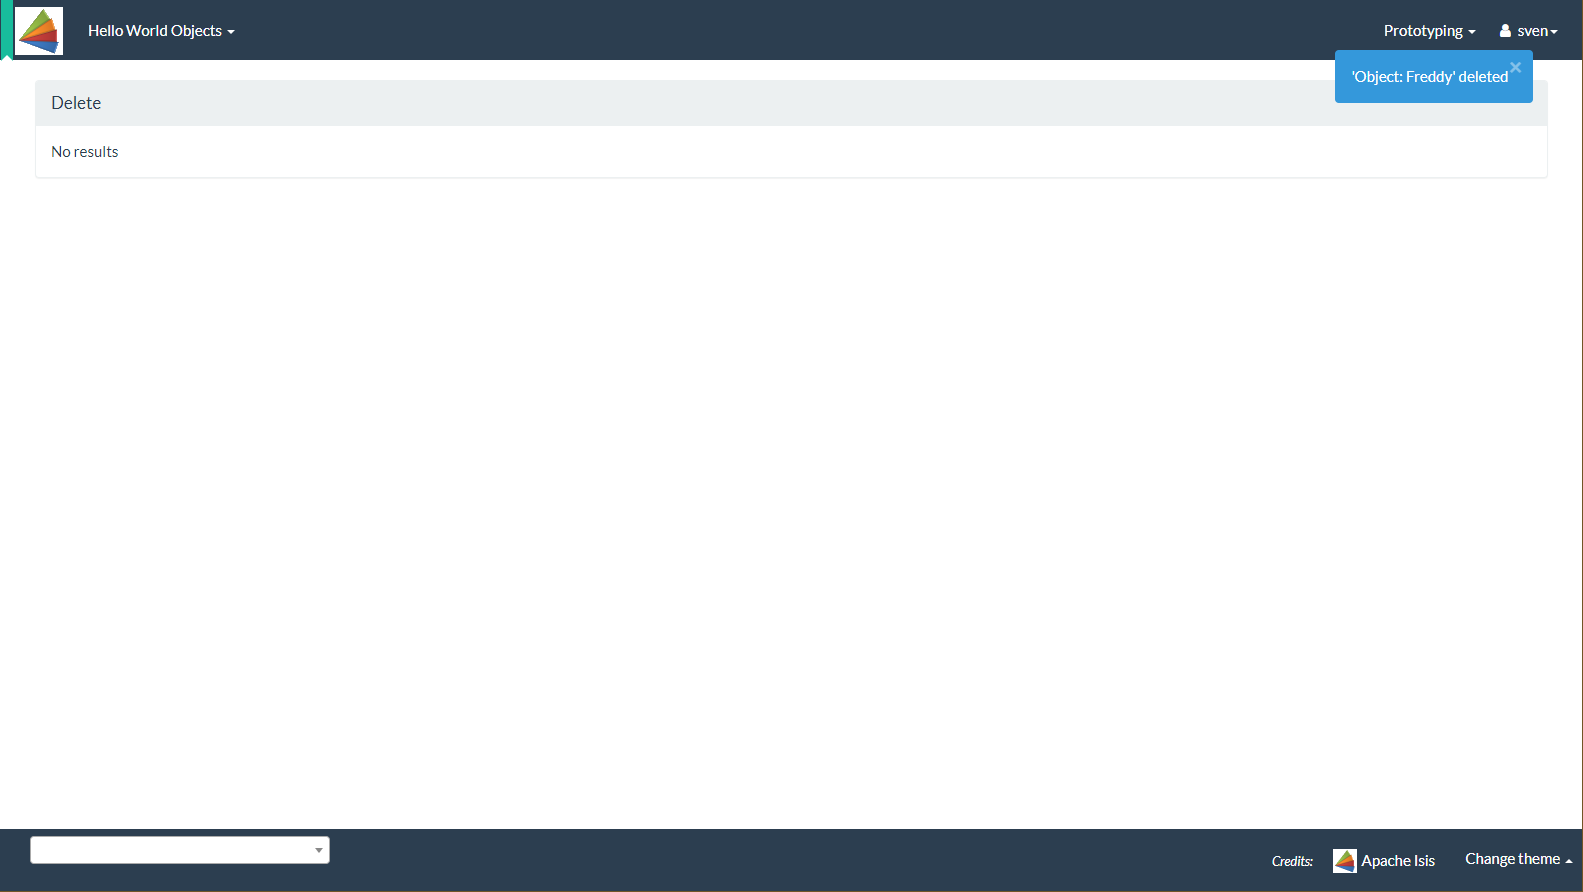 Hello World Objects
Prototyping
sven
'Object: Freddy' deleted
×
Delete
No results
Credits:
Apache Isis
Change theme